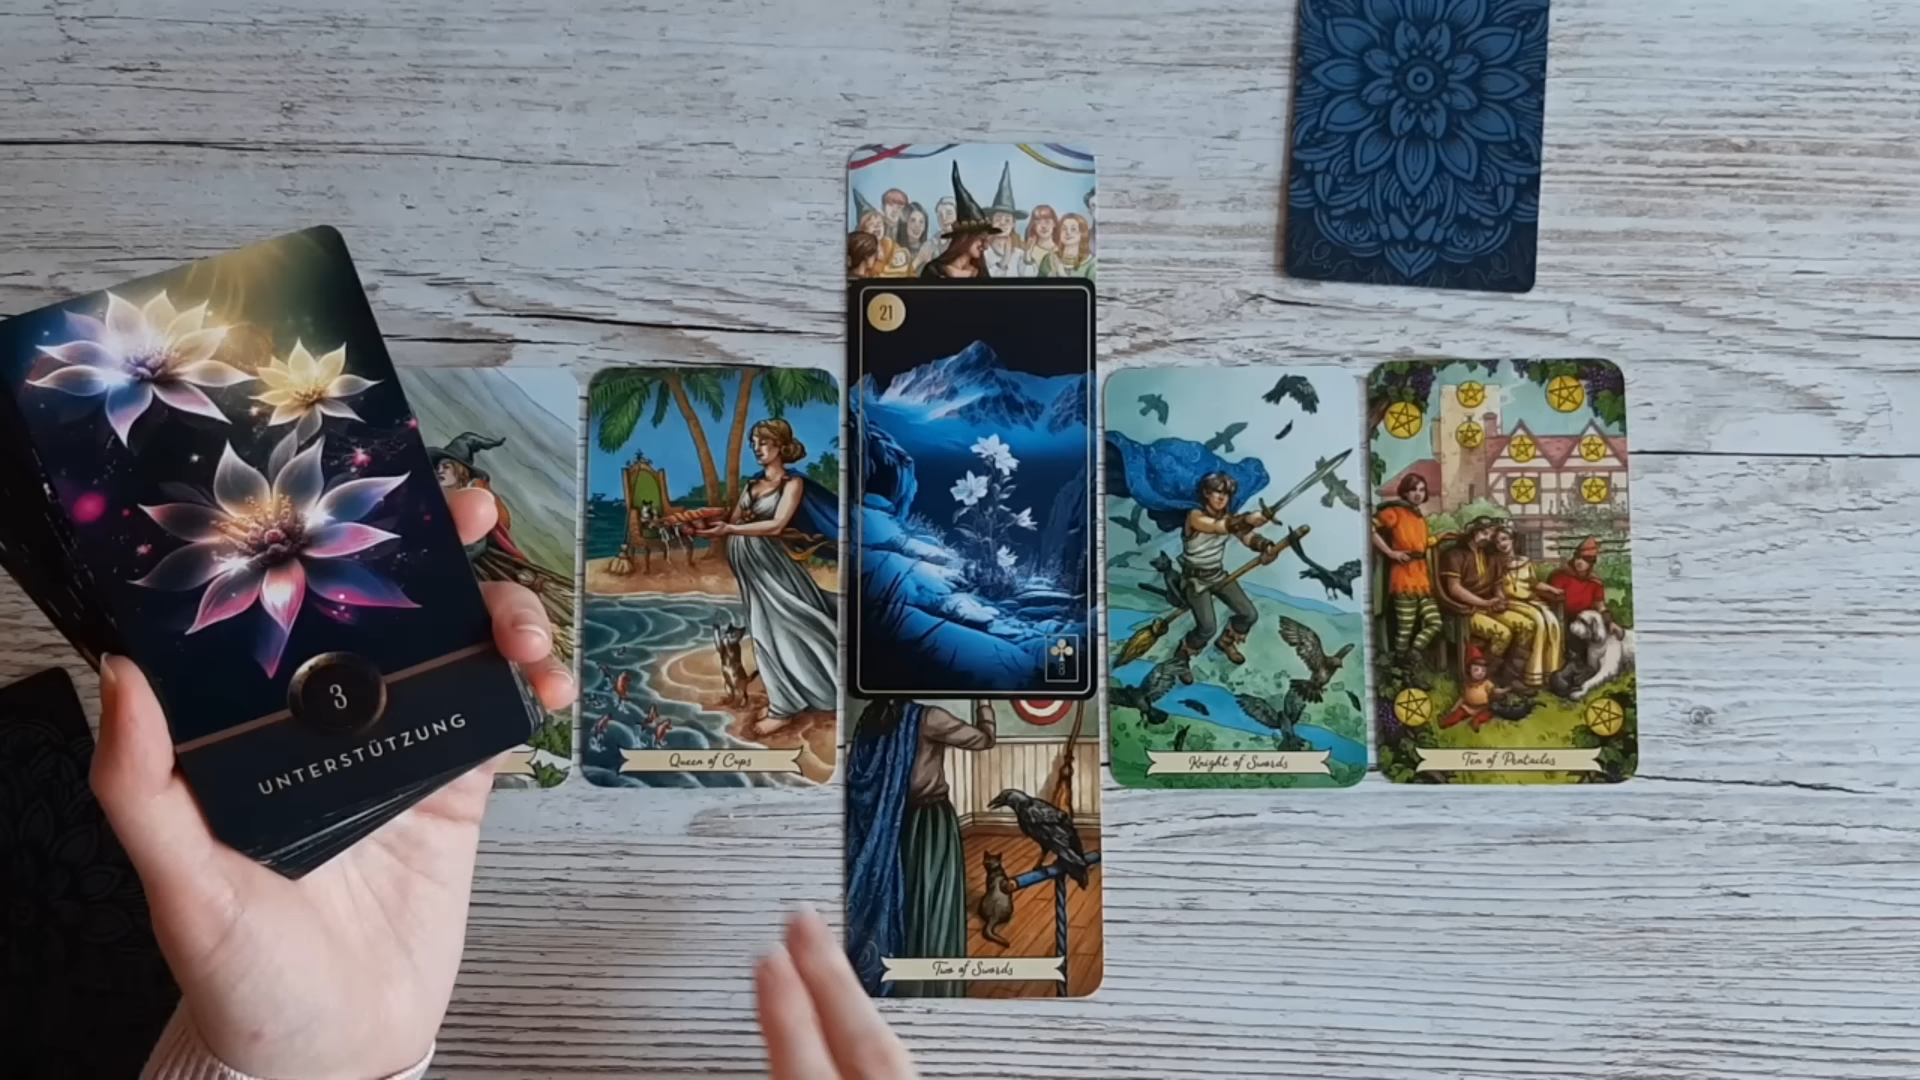 21
3
UNTERSTÜTZUNG
Queen of Cups
Knight of Swords
Ten of Pentacles
Two of Swords